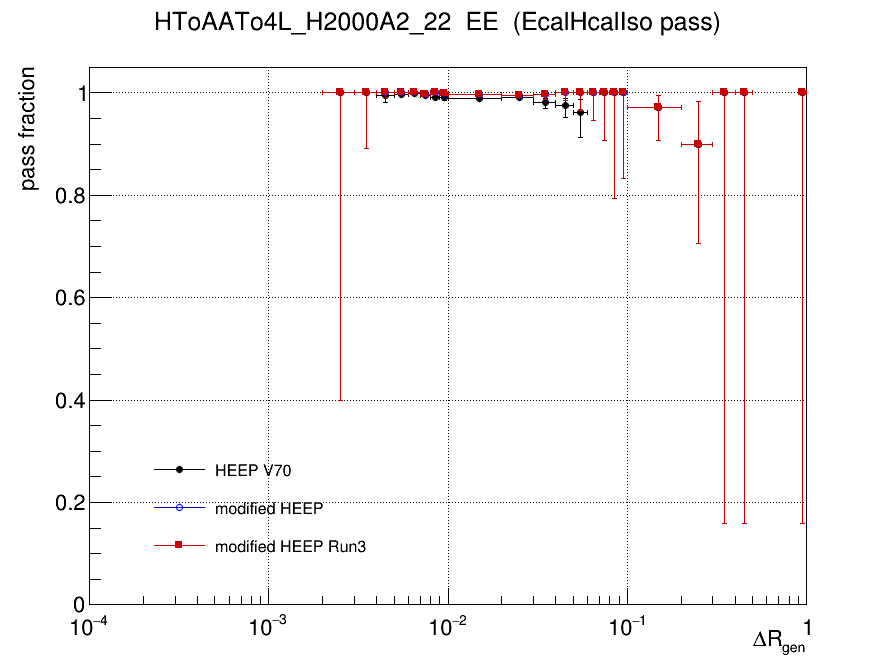 HToAATo4L_H2000A2_22 EE (EcalHcalIso pass)
pass fraction
1
0.8
0.6
0.4
0.2
0
HEEP V70
modified HEEP
modified HEEP Run3
10⁻⁴ 10⁻³ 10⁻² 10⁻¹ 1
ΔR_gen